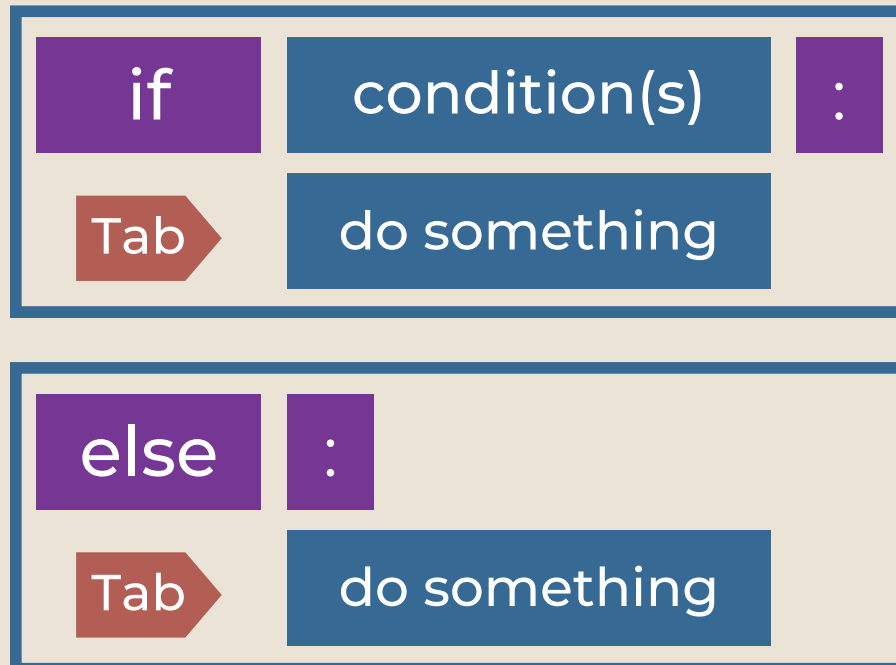 if condition(s) :
Tab do something
else :
Tab do something